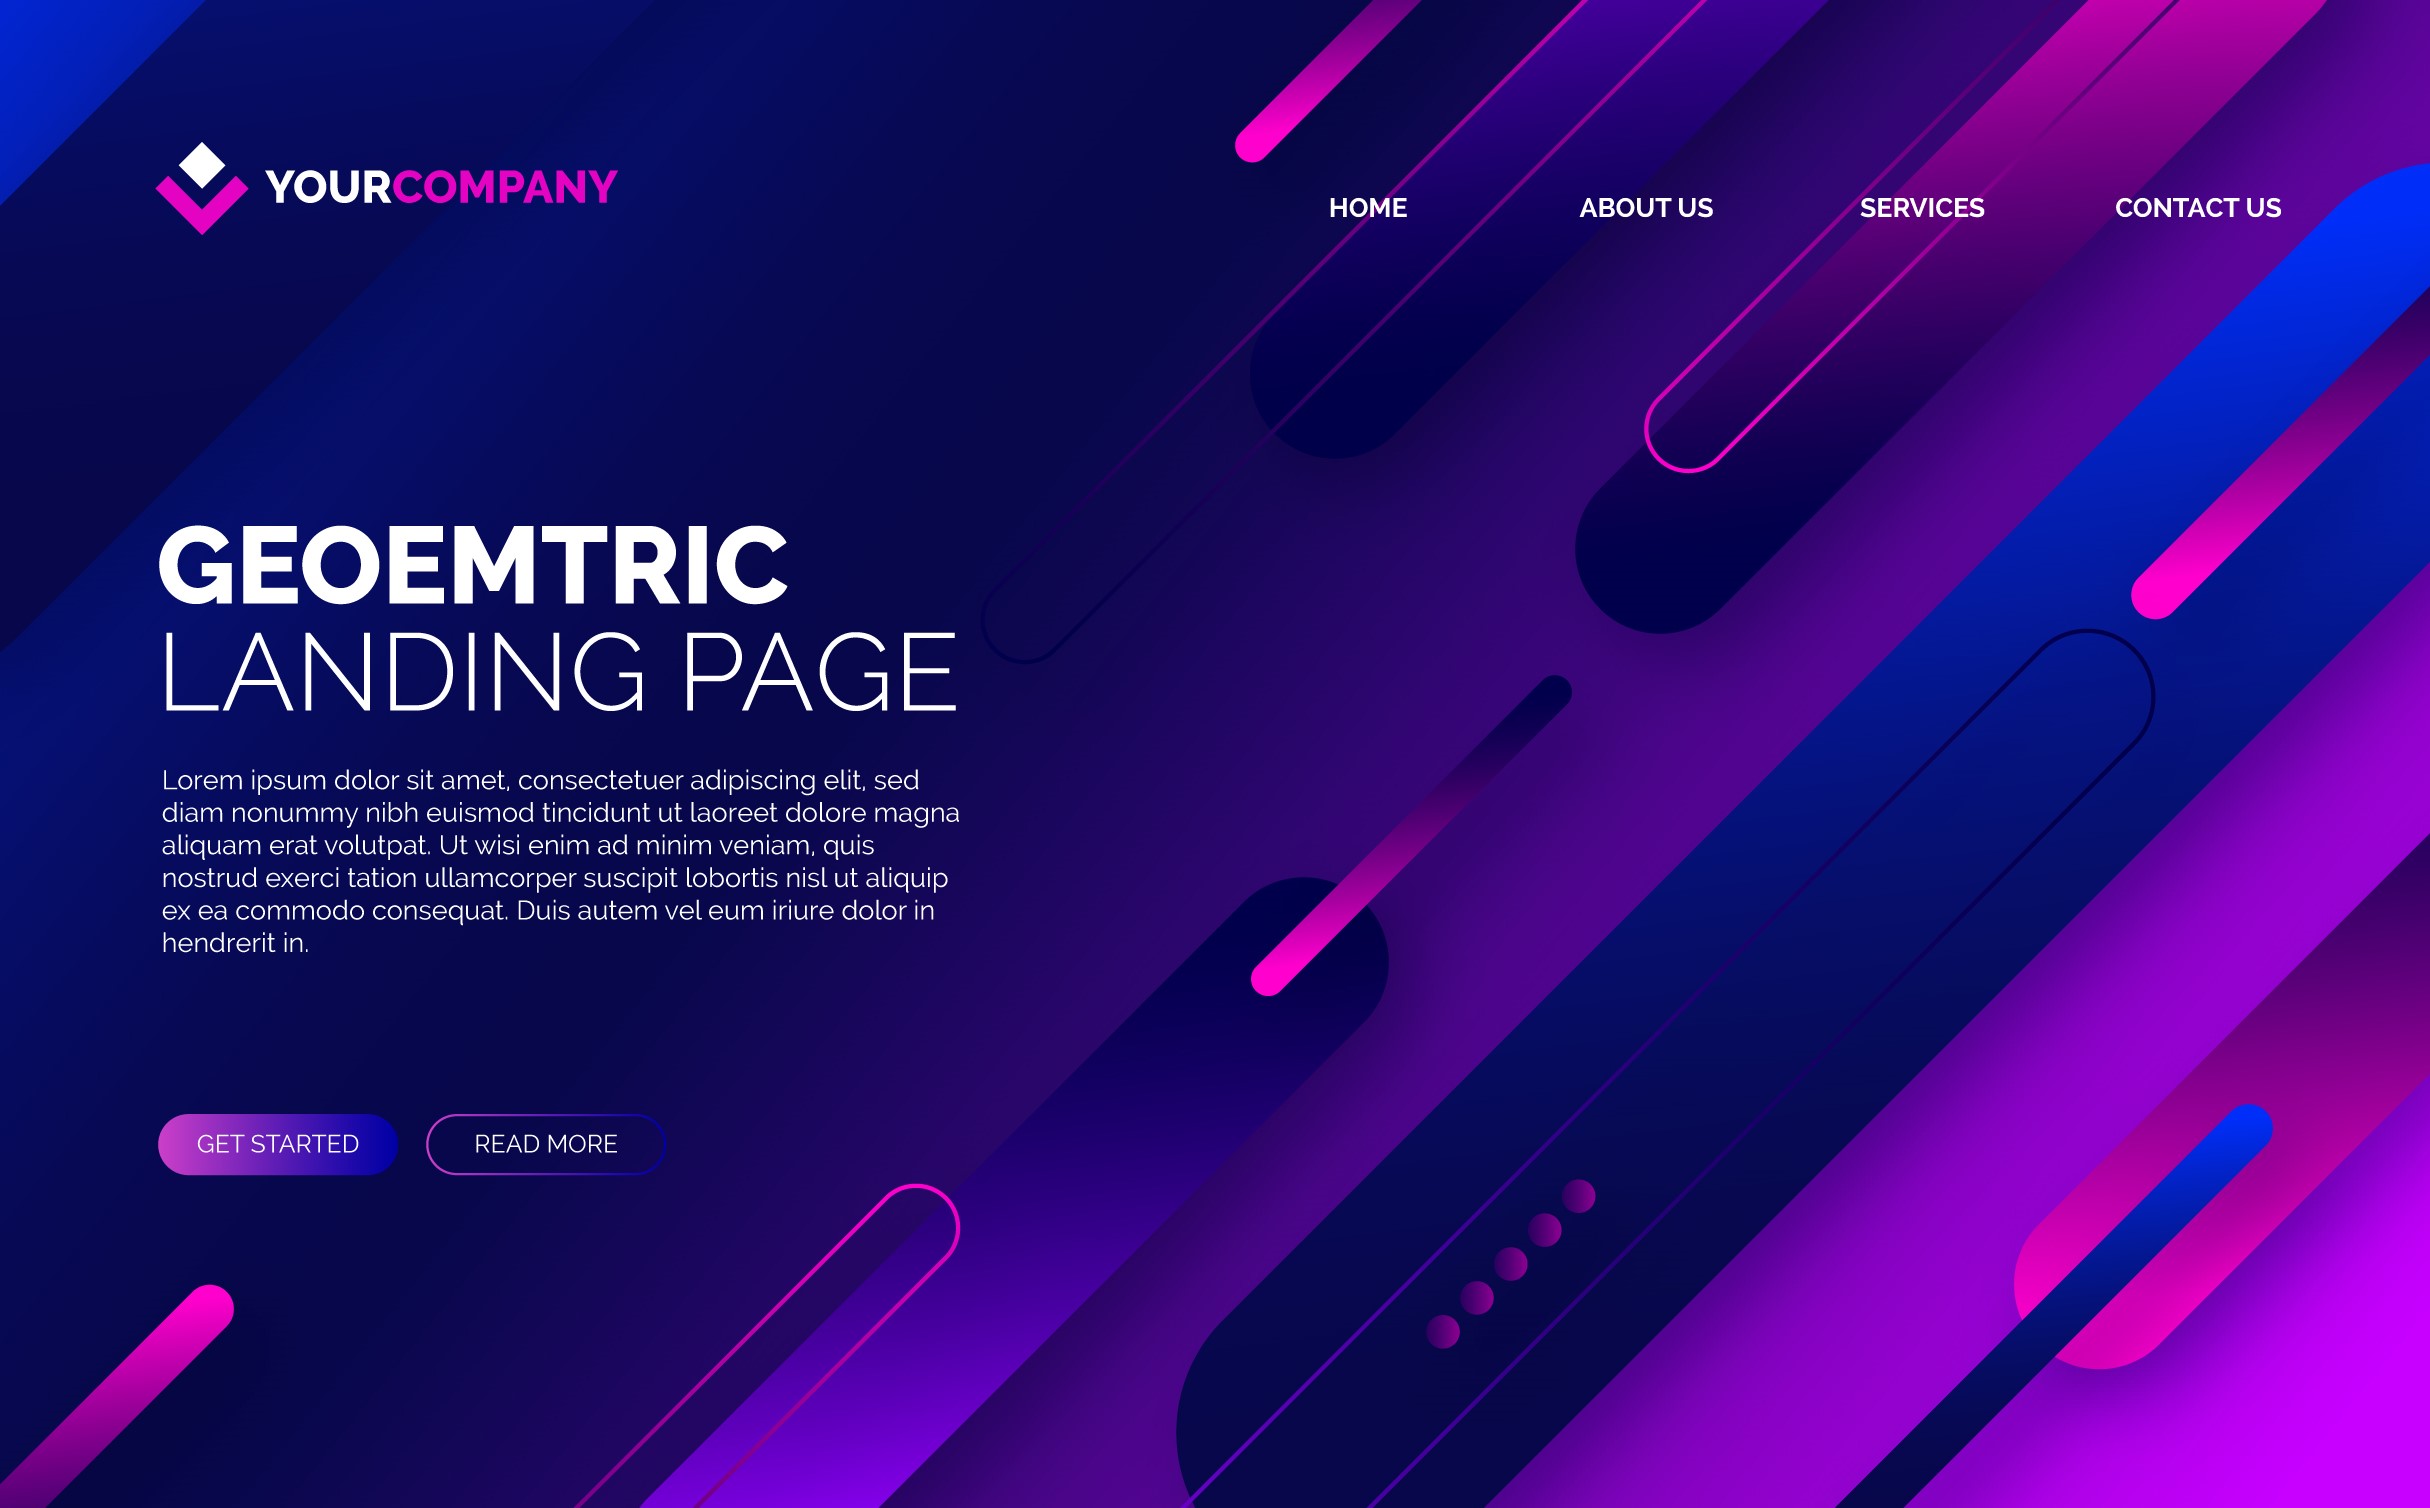 YOURCOMPANY
HOME ABOUT US SERVICES CONTACT US
GEOEMTRIC
LANDING PAGE
Lorem ipsum dolor sit amet, consectetuer adipiscing elit, sed
diam nonummy nibh euismod tincidunt ut laoreet dolore magna
aliquam erat volutpat. Ut wisi enim ad minim veniam, quis
nostrud exerci tation ullamcorper suscipit lobortis nisl ut aliquip
ex ea commodo consequat. Duis autem vel eum iriure dolor in
hendrerit in.
GET STARTED READ MORE